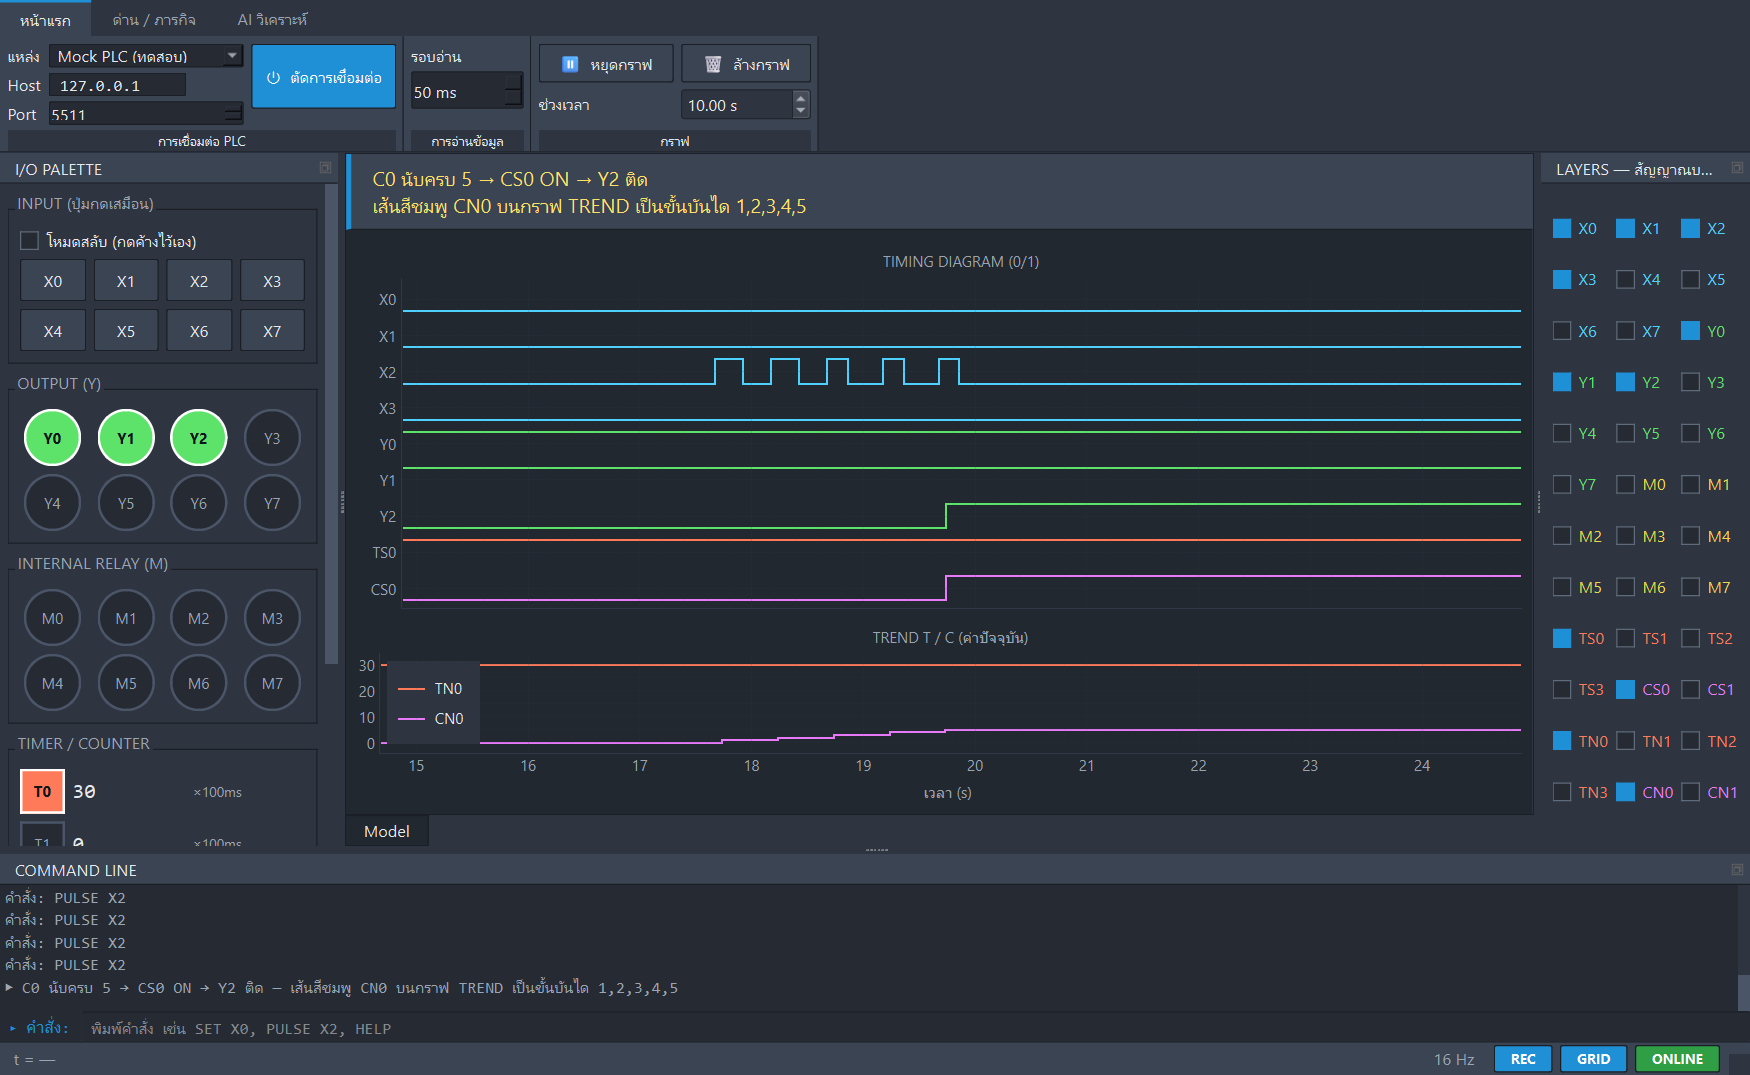 หน้าแรก
ด่าน / ภารกิจ
AI วิเคราะห์
แหล่ง Mock PLC (ทดสอบ)
Host 127.0.0.1
Port 5511
ตัดการเชื่อมต่อ
การเชื่อมต่อ PLC
รอบอ่าน
50 ms
การอ่านข้อมูล
หยุดกราฟ
ล้างกราฟ
ช่วงเวลา 10.00 s
กราฟ
I/O PALETTE
INPUT (ปุ่มกดเสมือน)
โหมดสลับ (กดค้างไว้เอง)
X0 X1 X2 X3
X4 X5 X6 X7
OUTPUT (Y)
Y0 Y1 Y2 Y3
Y4 Y5 Y6 Y7
INTERNAL RELAY (M)
M0 M1 M2 M3
M4 M5 M6 M7
TIMER / COUNTER
T0 30 ×100ms
T1 0 ×100ms
C0 นับครบ 5 → CS0 ON → Y2 ติด
เส้นสีชมพู CN0 บนกราฟ TREND เป็นขั้นบันได 1,2,3,4,5
TIMING DIAGRAM (0/1)
X0
X1
X2
X3
Y0
Y1
Y2
TS0
CS0
TREND T / C (ค่าปัจจุบัน)
30
20
10
0
TN0
CN0
15 16 17 18 19 20 21 22 23 24
เวลา (s)
Model
LAYERS — สัญญาณบ...
X0 X1 X2
X3 X4 X5
X6 X7 Y0
Y1 Y2 Y3
Y4 Y5 Y6
Y7 M0 M1
M2 M3 M4
M5 M6 M7
TS0 TS1 TS2
TS3 CS0 CS1
TN0 TN1 TN2
TN3 CN0 CN1
COMMAND LINE
คำสั่ง: PULSE X2
คำสั่ง: PULSE X2
คำสั่ง: PULSE X2
คำสั่ง: PULSE X2
▸ C0 นับครบ 5 → CS0 ON → Y2 ติด — เส้นสีชมพู CN0 บนกราฟ TREND เป็นขั้นบันได 1,2,3,4,5
▸ คำสั่ง: พิมพ์คำสั่ง เช่น SET X0, PULSE X2, HELP
t = —
16 Hz
REC
GRID
ONLINE